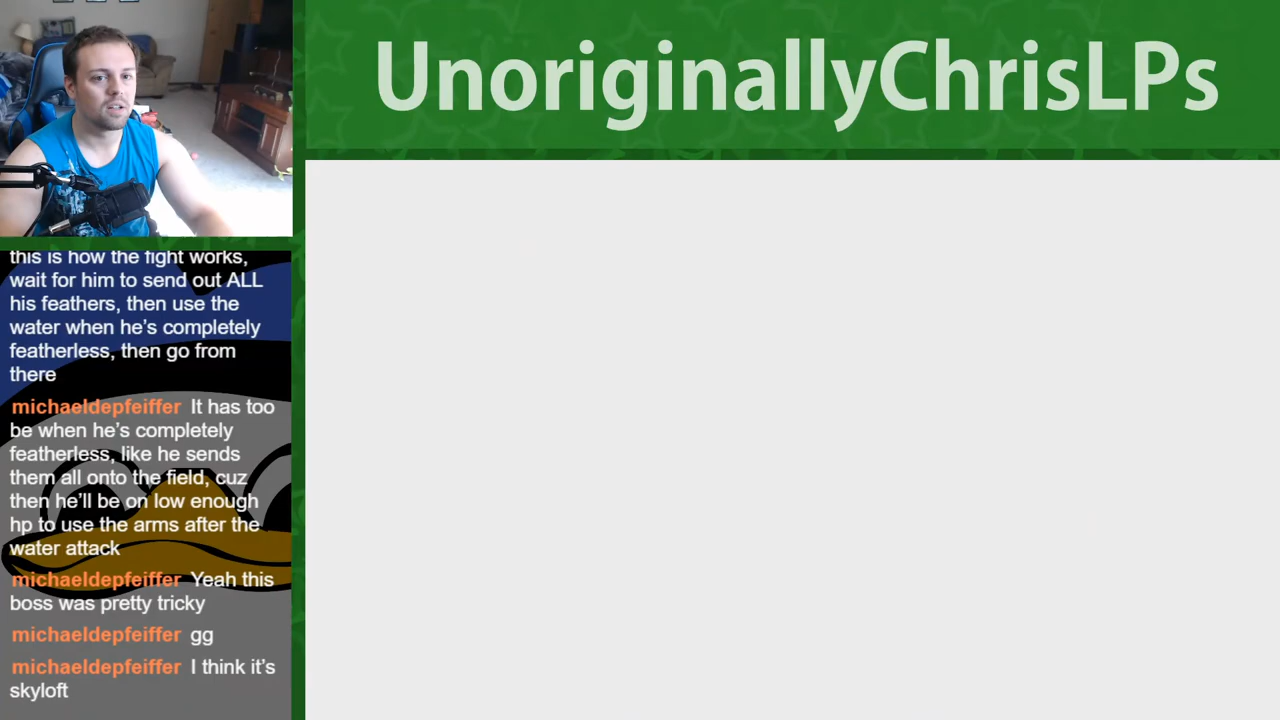 UnoriginallyChrisLPs
this is how the fight works,
wait for him to send out ALL
his feathers, then use the
water when he's completely
featherless, then go from
there
michaeldepfeiffer It has too
be when he's completely
featherless, like he sends
them all onto the field, cuz
then he'll be on low enough
hp to use the arms after the
water attack
michaeldepfeiffer Yeah this
boss was pretty tricky
michaeldepfeiffer gg
michaeldepfeiffer I think it's
skyloft